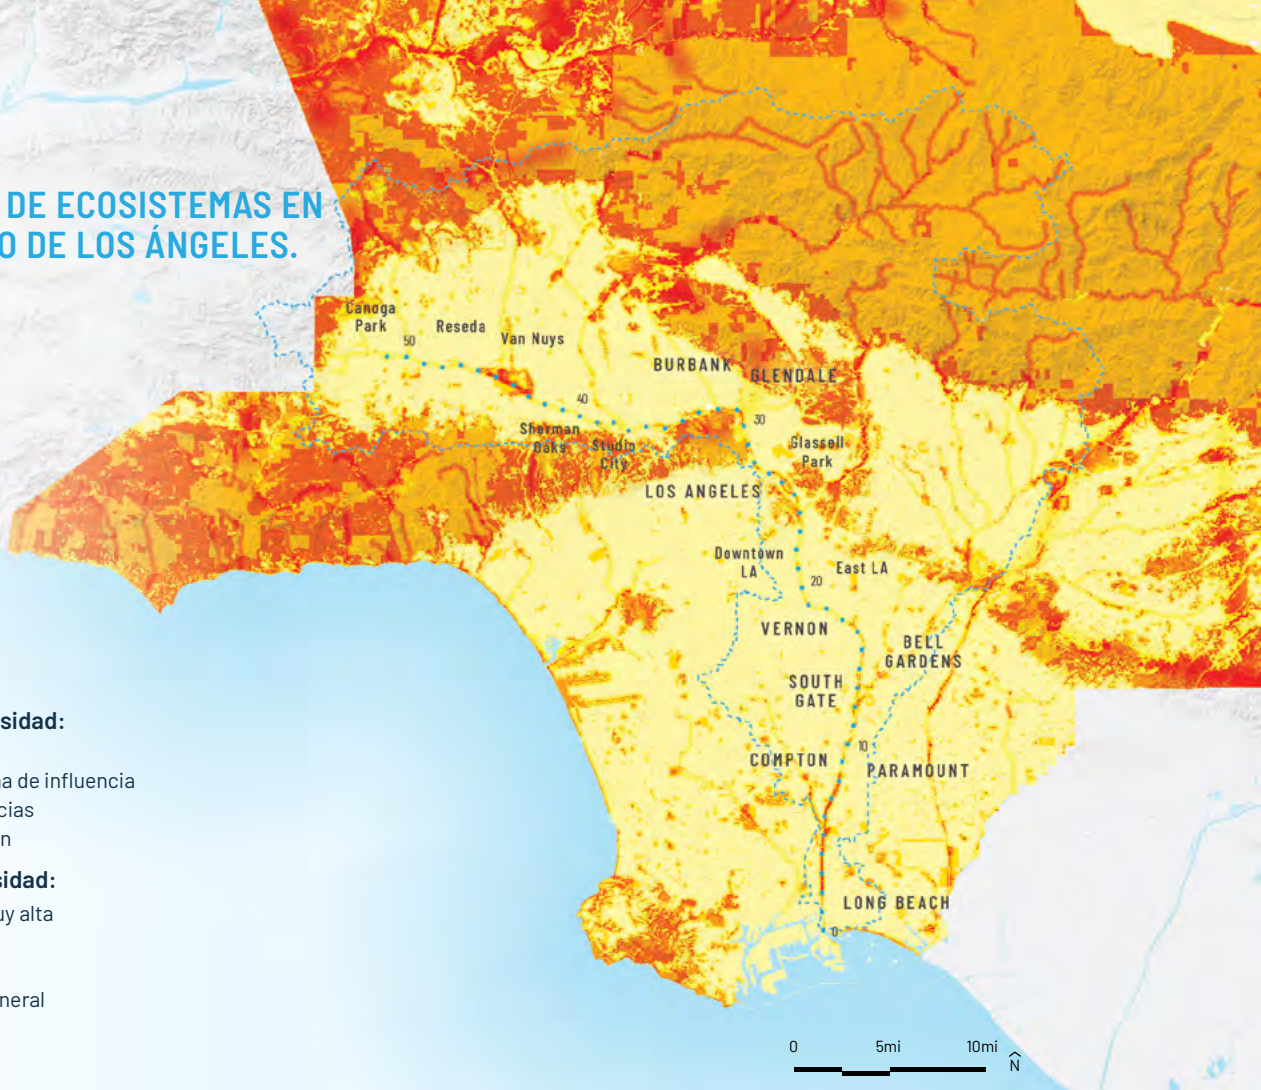 DE ECOSISTEMAS EN
O DE LOS ÁNGELES.
Canoga
Park
Reseda
Van Nuys
50
BURBANK
GLENDALE
40
30
Sherman
Oaks
Studio
City
Glassell
Park
LOS ANGELES
Downtown
LA
East LA
20
VERNON
BELL
GARDENS
SOUTH
GATE
10
COMPTON
PARAMOUNT
LONG BEACH
0
sidad:
a de influencia
cias
n
sidad:
uy alta
neral
0 5mi 10mi
N